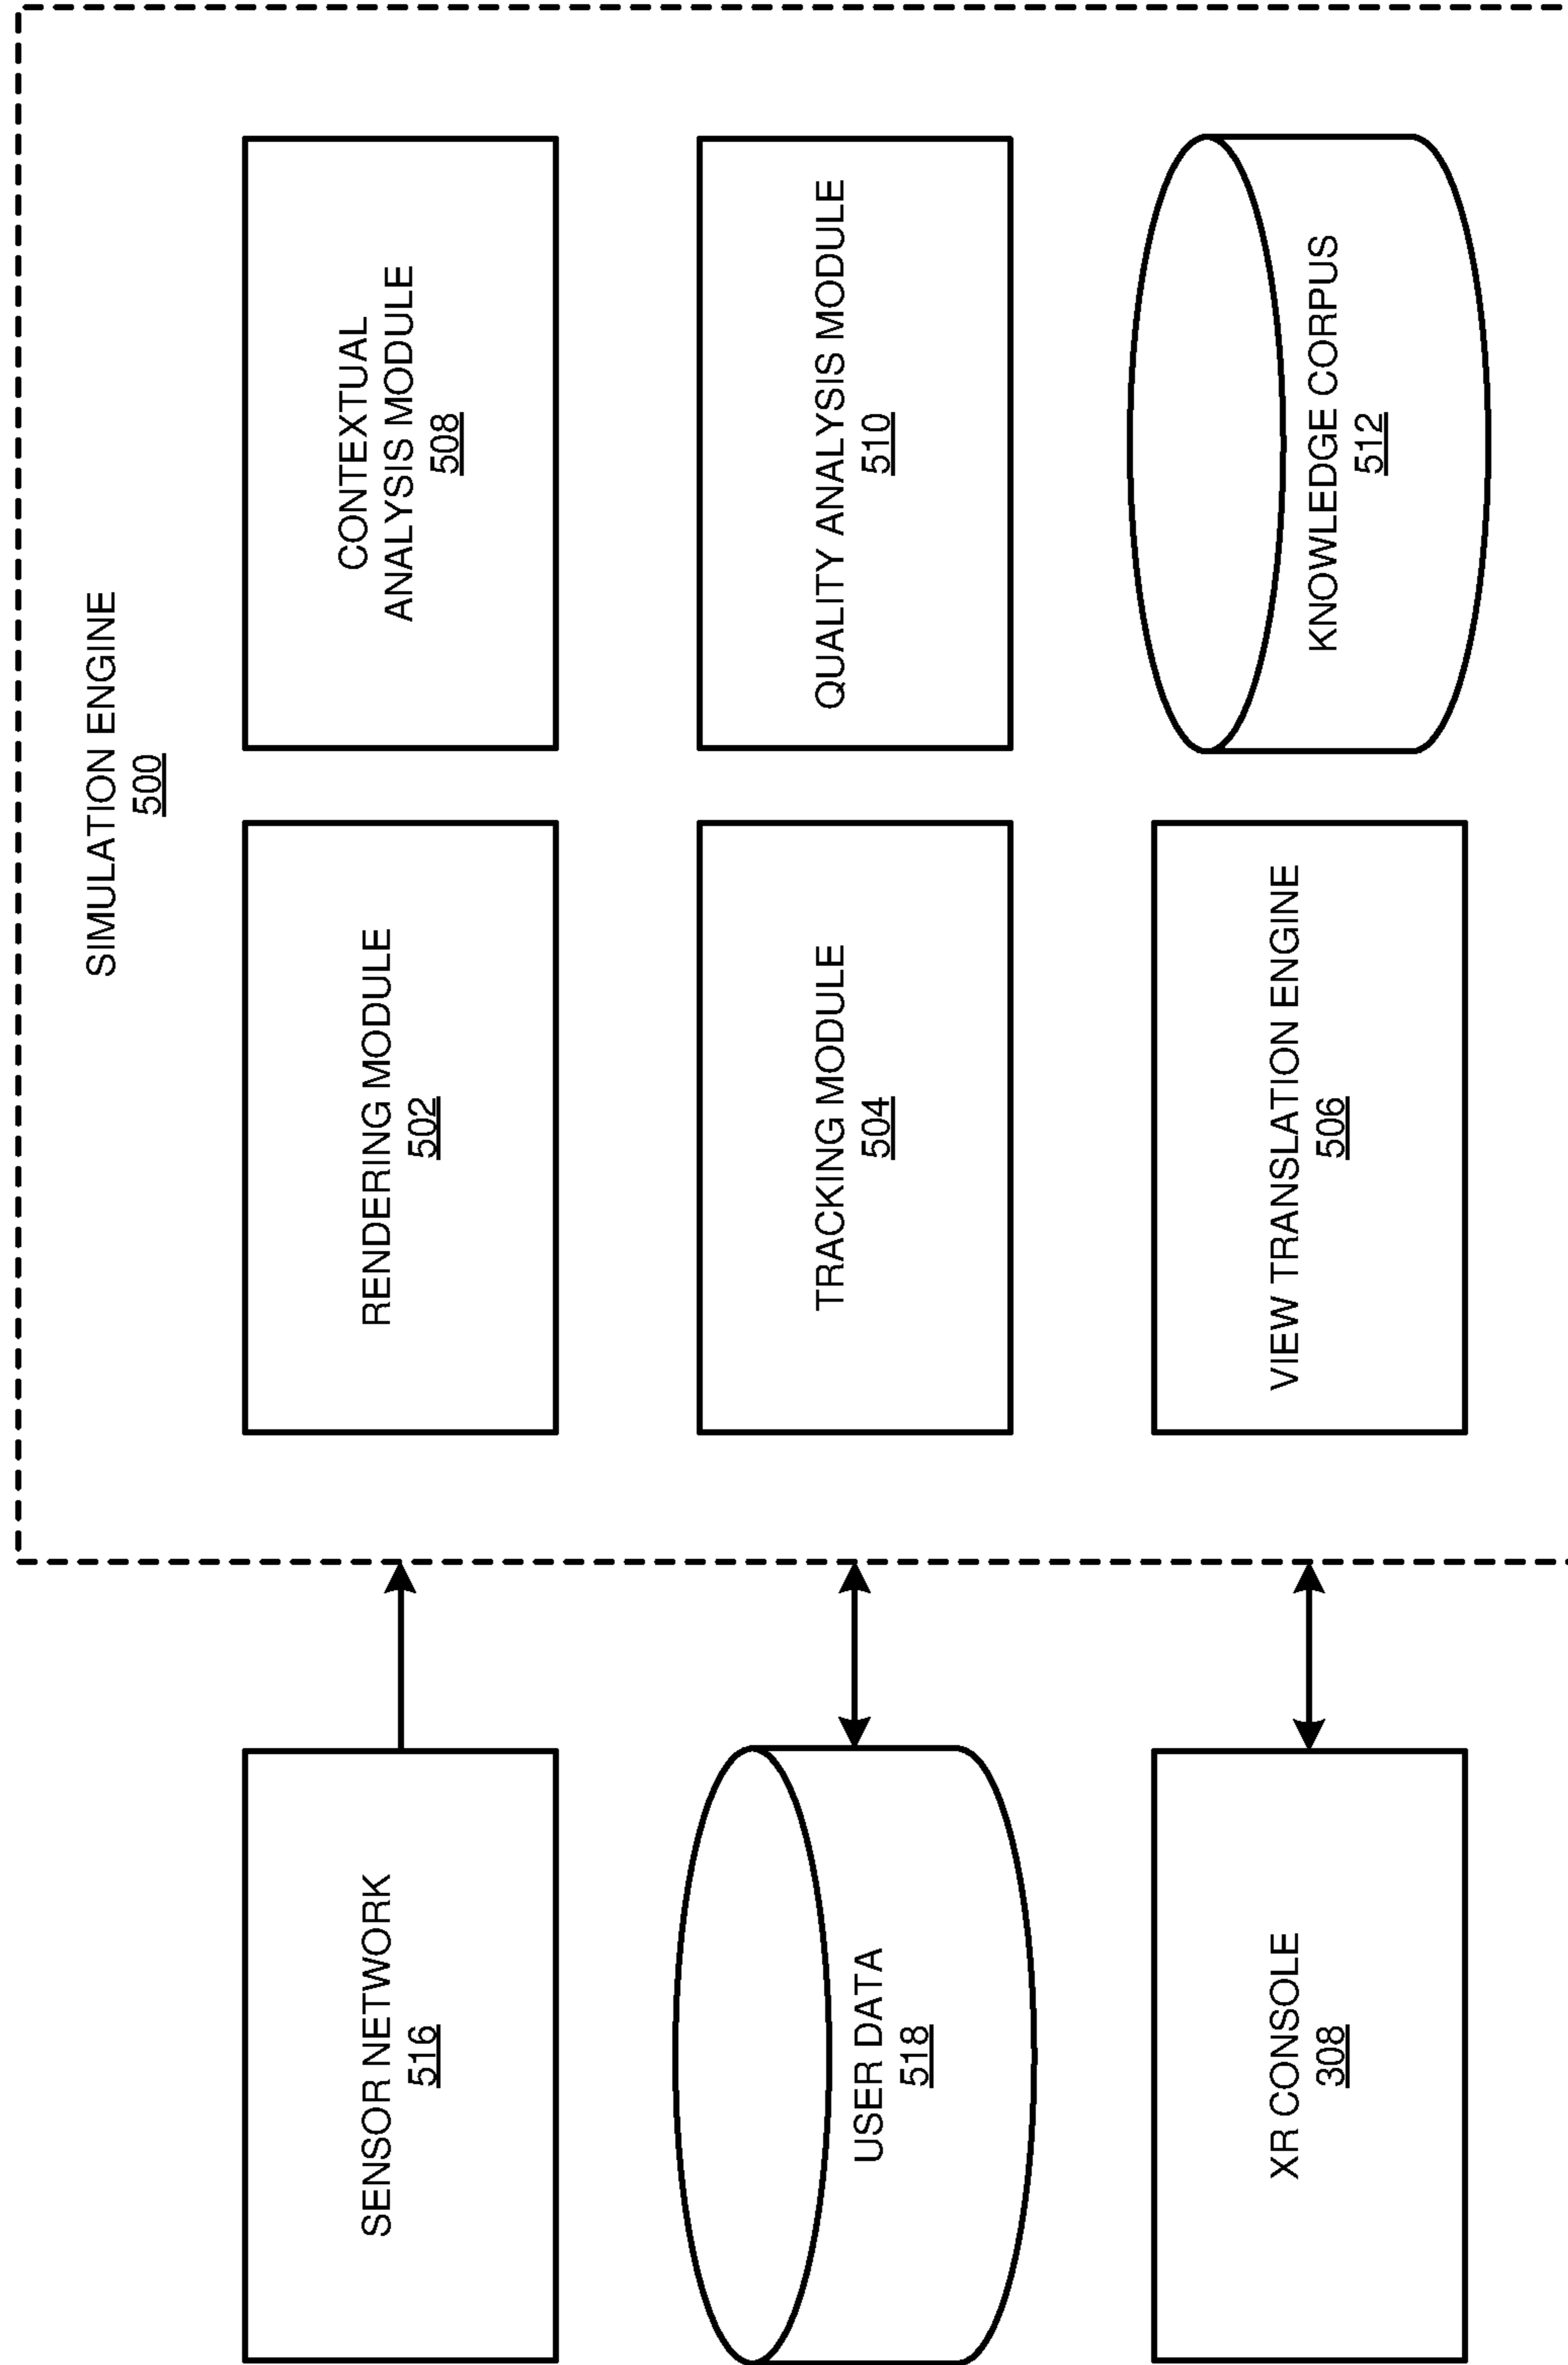 SIMULATION ENGINE
500
SENSOR NETWORK
516
RENDERING MODULE
502
CONTEXTUAL
ANALYSIS MODULE
508
USER DATA
518
TRACKING MODULE
504
QUALITY ANALYSIS MODULE
510
XR CONSOLE
308
VIEW TRANSLATION ENGINE
506
KNOWLEDGE CORPUS
512